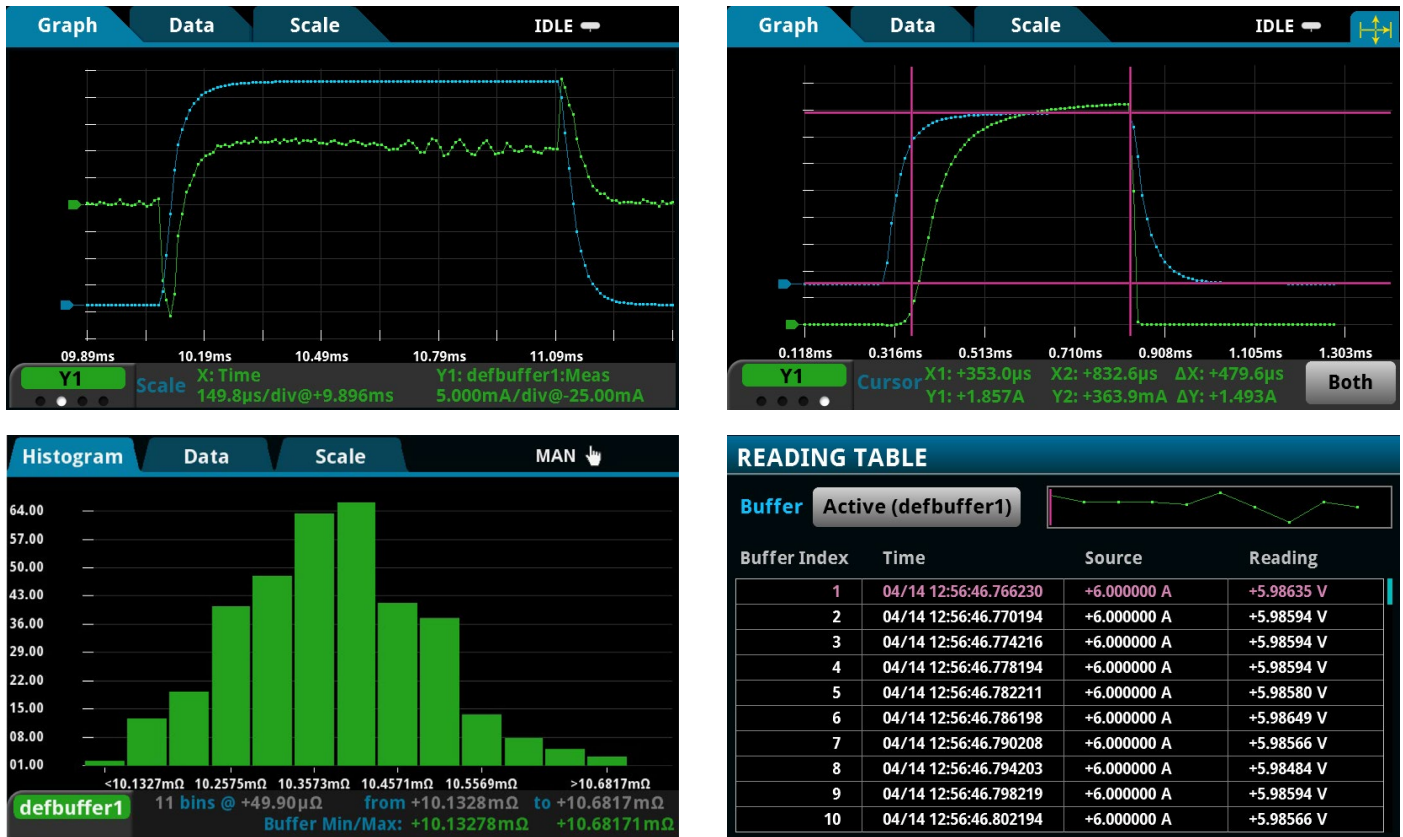 Graph Data Scale IDLE
09.89ms 10.19ms 10.49ms 10.79ms 11.09ms
Y1 Scale X: Time Y1: defbuffer1:Meas
149.8µs/div@+9.896ms 5.000mA/div@-25.00mA
Graph Data Scale IDLE
0.118ms 0.316ms 0.513ms 0.710ms 0.908ms 1.105ms 1.303ms
Y1 Cursor X1: +353.0µs X2: +832.6µs ΔX: +479.6µs Both
Y1: +1.857A Y2: +363.9mA ΔY: +1.493A
Histogram Data Scale MAN
64.00
57.00
50.00
43.00
36.00
29.00
22.00
15.00
08.00
01.00
<10.1327mΩ 10.2575mΩ 10.3573mΩ 10.4571mΩ 10.5569mΩ >10.6817mΩ
defbuffer1 11 bins @ +49.90µΩ from +10.1328mΩ to +10.6817mΩ
Buffer Min/Max: +10.13278mΩ +10.68171mΩ
READING TABLE
Buffer Active (defbuffer1)
Buffer Index Time Source Reading
1 04/14 12:56:46.766230 +6.000000 A +5.98635 V
2 04/14 12:56:46.770194 +6.000000 A +5.98594 V
3 04/14 12:56:46.774216 +6.000000 A +5.98594 V
4 04/14 12:56:46.778194 +6.000000 A +5.98594 V
5 04/14 12:56:46.782211 +6.000000 A +5.98580 V
6 04/14 12:56:46.786198 +6.000000 A +5.98649 V
7 04/14 12:56:46.790208 +6.000000 A +5.98566 V
8 04/14 12:56:46.794203 +6.000000 A +5.98484 V
9 04/14 12:56:46.798219 +6.000000 A +5.98594 V
10 04/14 12:56:46.802194 +6.000000 A +5.98566 V